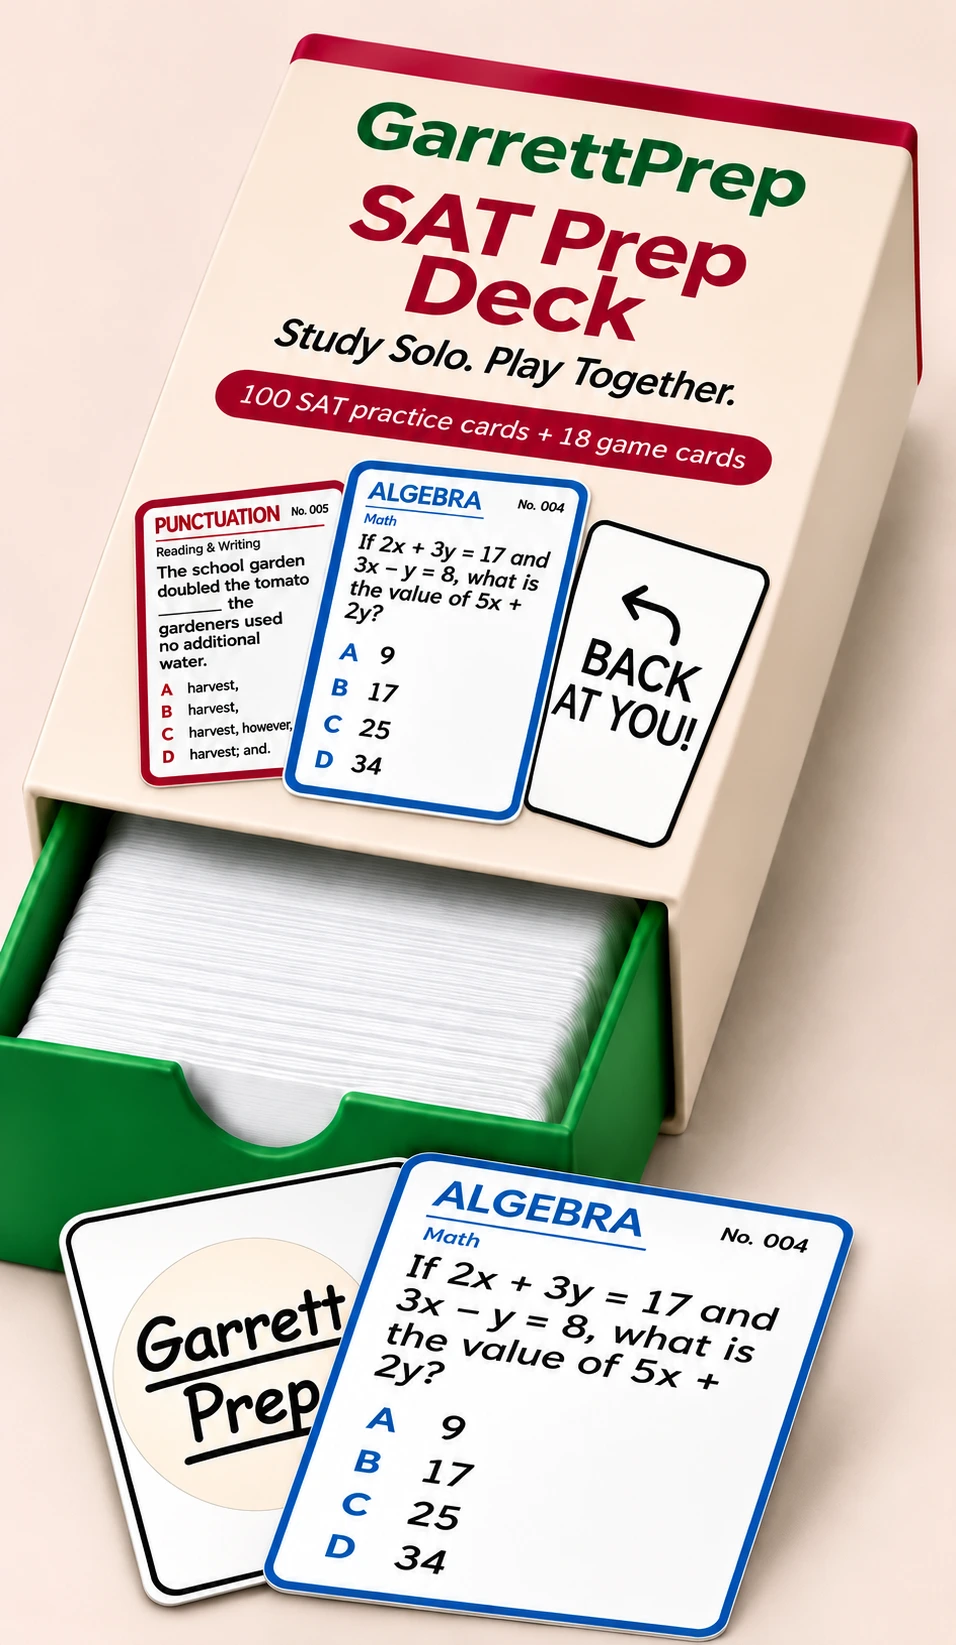 GarrettPrep
SAT Prep
Deck
Study Solo. Play Together.
100 SAT practice cards + 18 game cards
PUNCTUATION No. 005
Reading & Writing
The school garden
doubled the tomato
______ the
gardeners used
no additional
water.
A harvest,
B harvest,
C harvest, however,
D harvest; and.
ALGEBRA No. 004
Math
If 2x + 3y = 17 and
3x − y = 8, what is
the value of 5x +
2y?
A 9
B 17
C 25
D 34
BACK
AT YOU!
Garrett
Prep
ALGEBRA No. 004
Math
If 2x + 3y = 17 and
3x − y = 8, what is
the value of 5x +
2y?
A 9
B 17
C 25
D 34